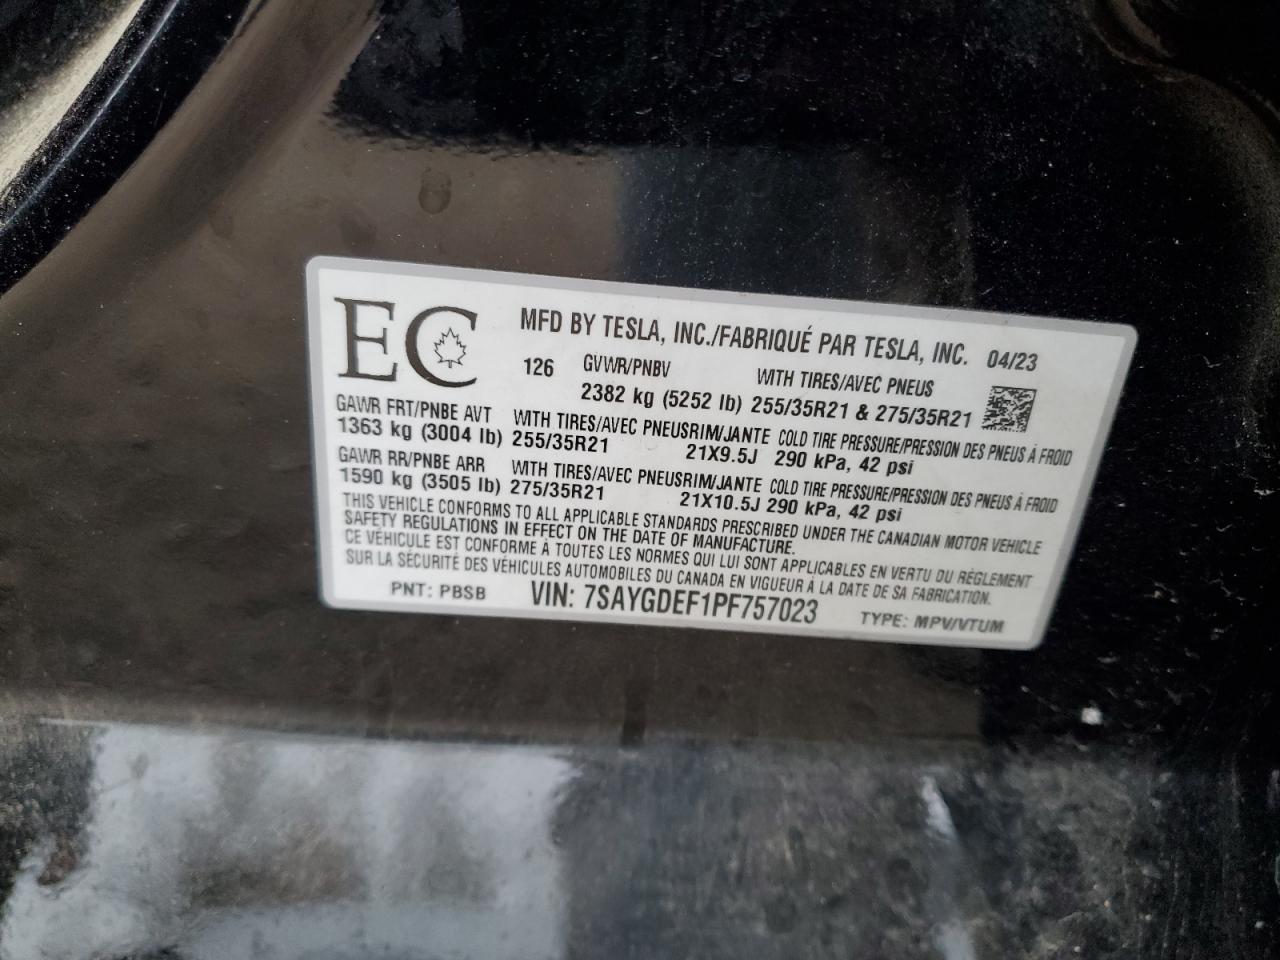 EC
MFD BY TESLA, INC./FABRIQUÉ PAR TESLA, INC. 04/23
126 GVWR/PNBV WITH TIRES/AVEC PNEUS
2382 kg (5252 lb) 255/35R21 & 275/35R21
GAWR FRT/PNBE AVT WITH TIRES/AVEC PNEUS RIM/JANTE COLD TIRE PRESSURE/PRESSION DES PNEUS À FROID
1363 kg (3004 lb) 255/35R21 21X9.5J 290 kPa, 42 psi
GAWR RR/PNBE ARR WITH TIRES/AVEC PNEUS RIM/JANTE COLD TIRE PRESSURE/PRESSION DES PNEUS À FROID
1590 kg (3505 lb) 275/35R21 21X10.5J 290 kPa, 42 psi
THIS VEHICLE CONFORMS TO ALL APPLICABLE STANDARDS PRESCRIBED UNDER THE CANADIAN MOTOR VEHICLE
SAFETY REGULATIONS IN EFFECT ON THE DATE OF MANUFACTURE.
CE VÉHICULE EST CONFORME À TOUTES LES NORMES QUI LUI SONT APPLICABLES EN VERTU DU RÈGLEMENT
SUR LA SÉCURITÉ DES VÉHICULES AUTOMOBILES DU CANADA EN VIGUEUR À LA DATE DE SA FABRICATION.
PNT: PBSB VIN: 7SAYGDEF1PF757023 TYPE: MPV/VTUM